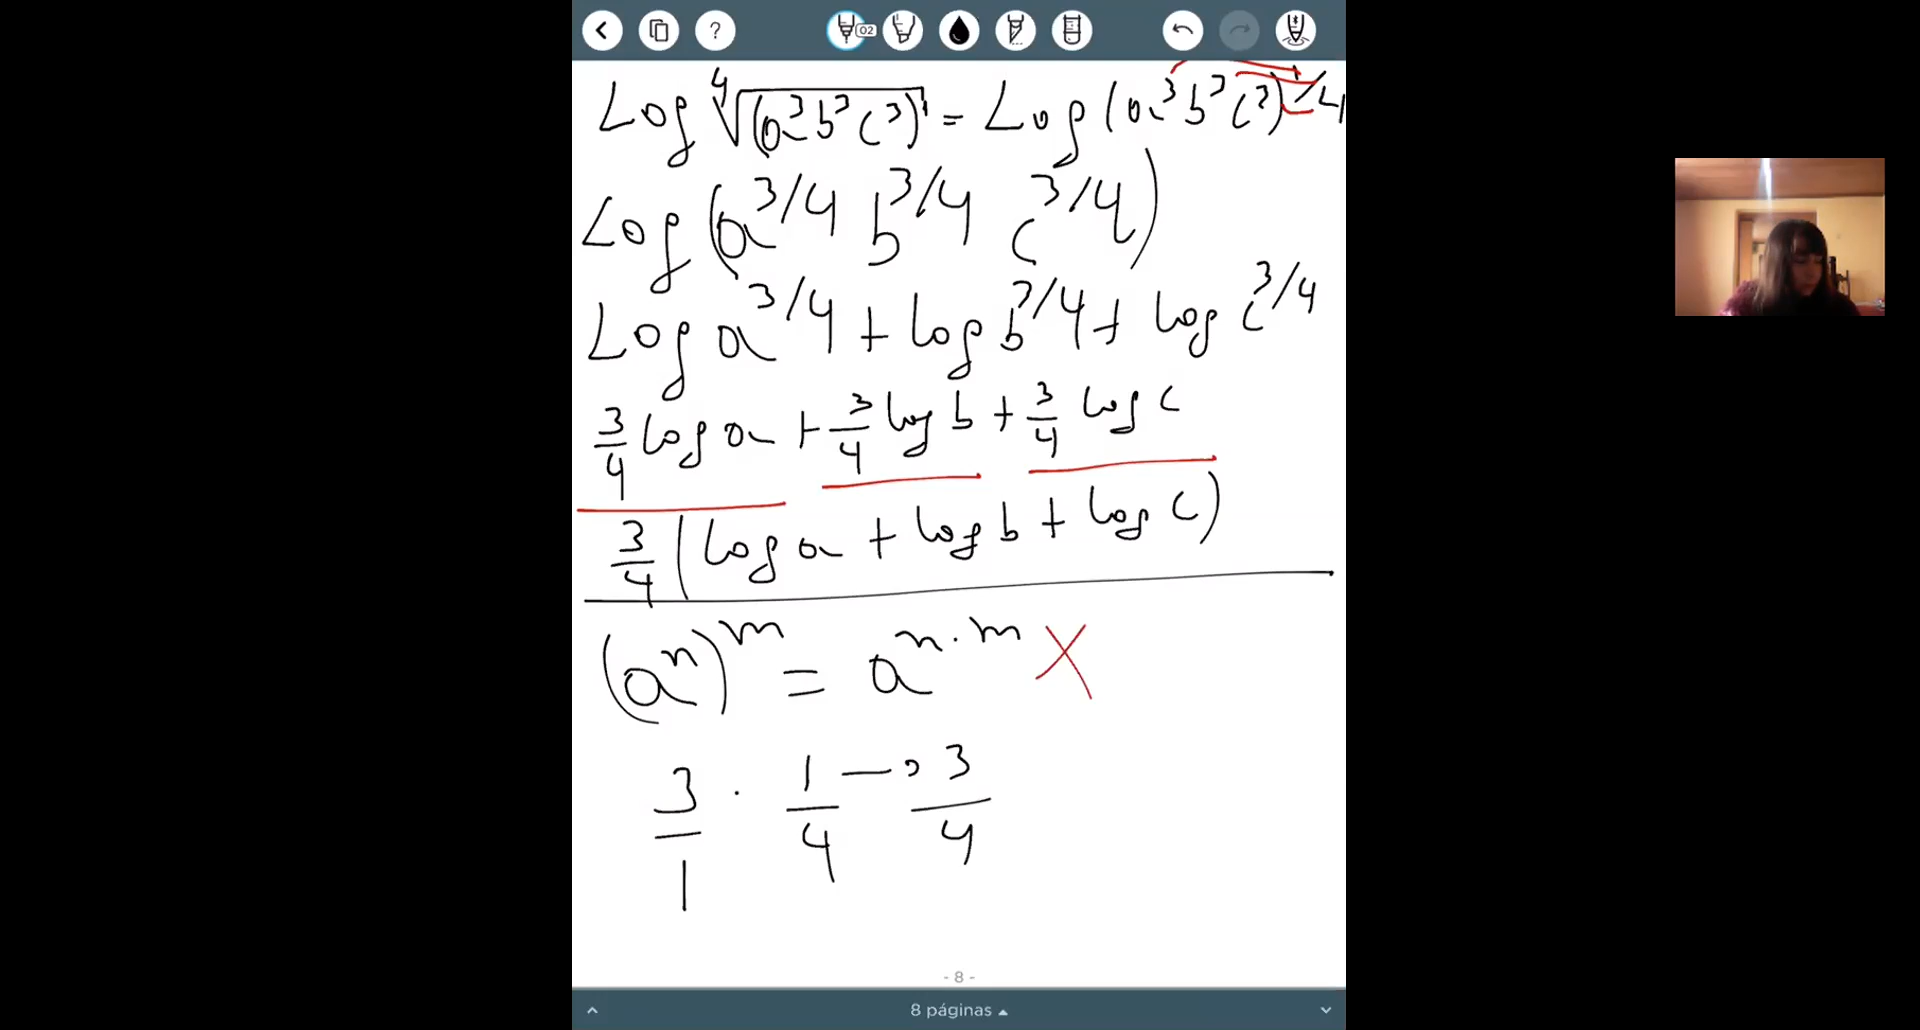 02
Log ∜(a³b³c³)¹ = Log (a³b³c³)^1/4
Log (a^3/4 b^3/4 c^3/4)
Log a^3/4 + log b^3/4 + log c^3/4
3/4 log a + 3/4 log b + 3/4 log c
3/4 (log a + log b + log c)
(a^n)^m = a^n·m X
3/1 · 1/4 → 3/4
- 8 -
8 páginas